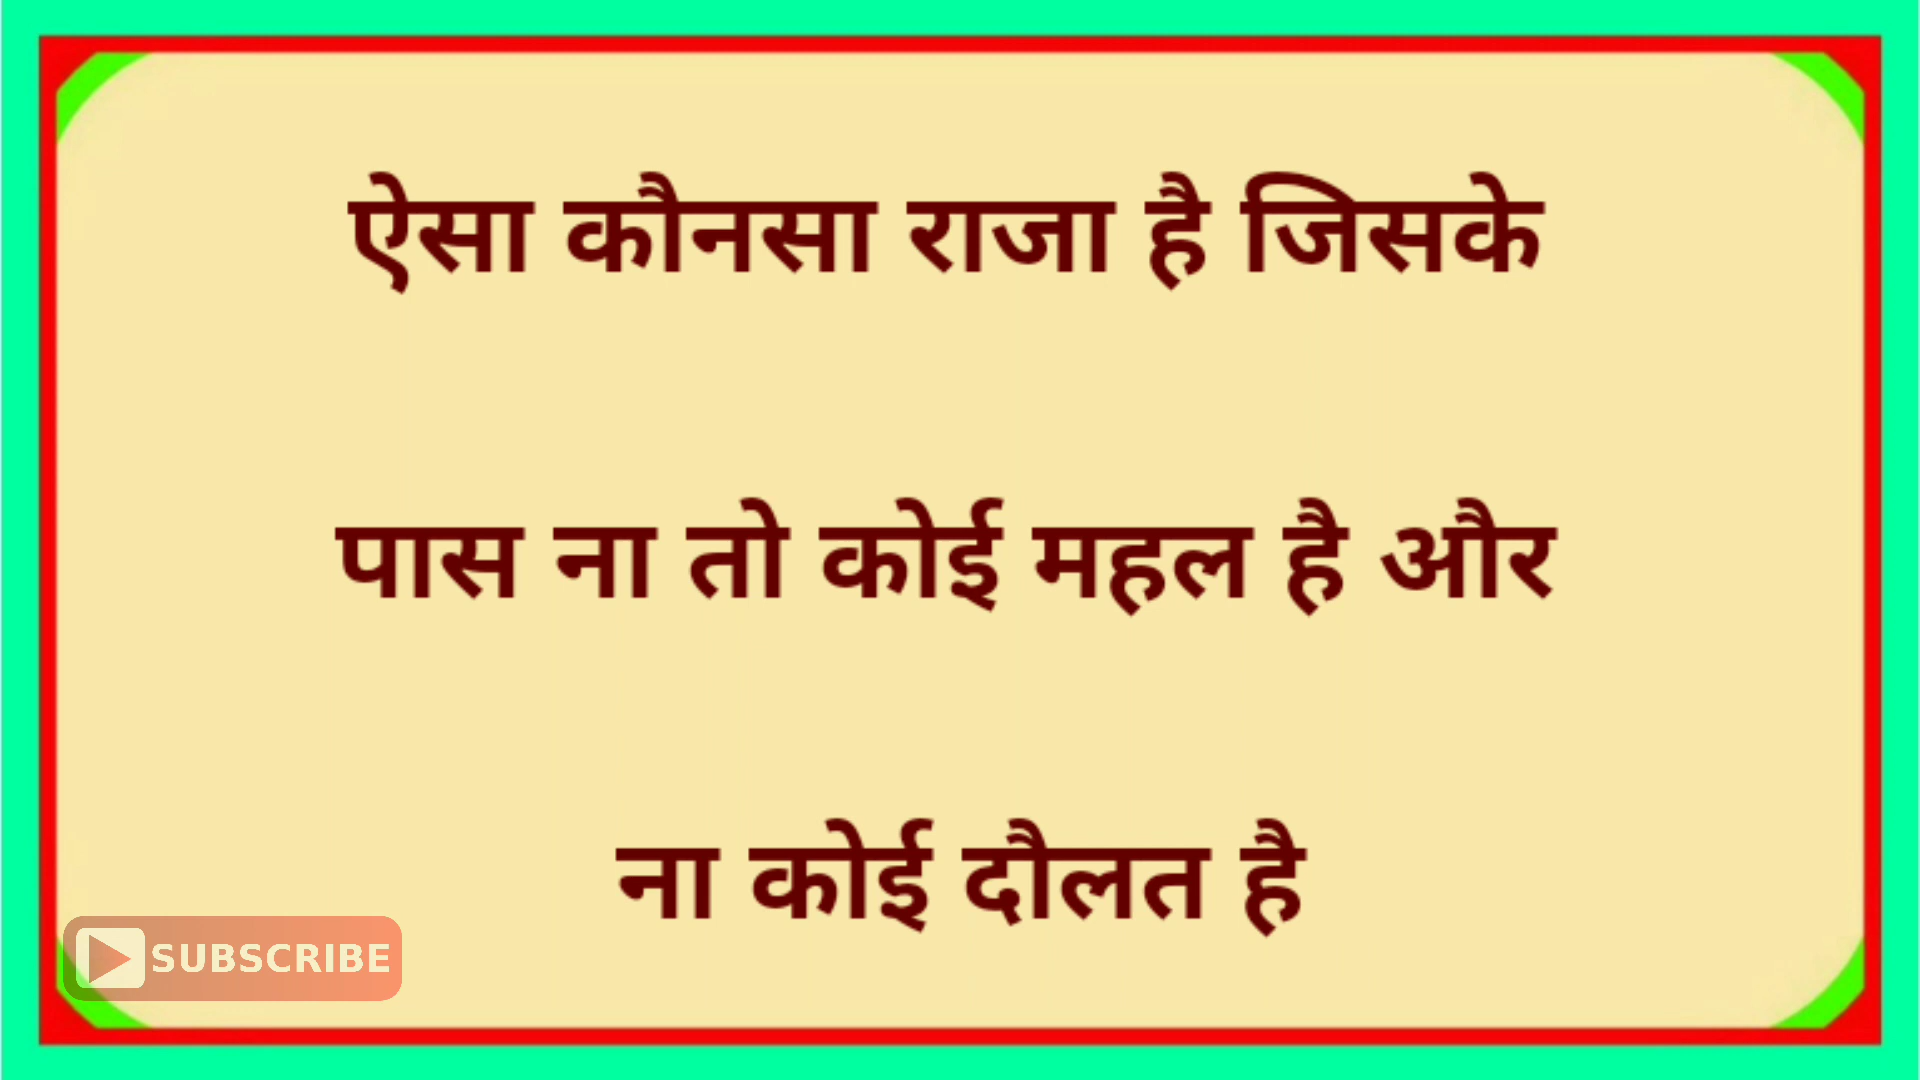 ऐसा कौनसा राजा है जिसके
पास ना तो कोई महल है और
ना कोई दौलत है
SUBSCRIBE